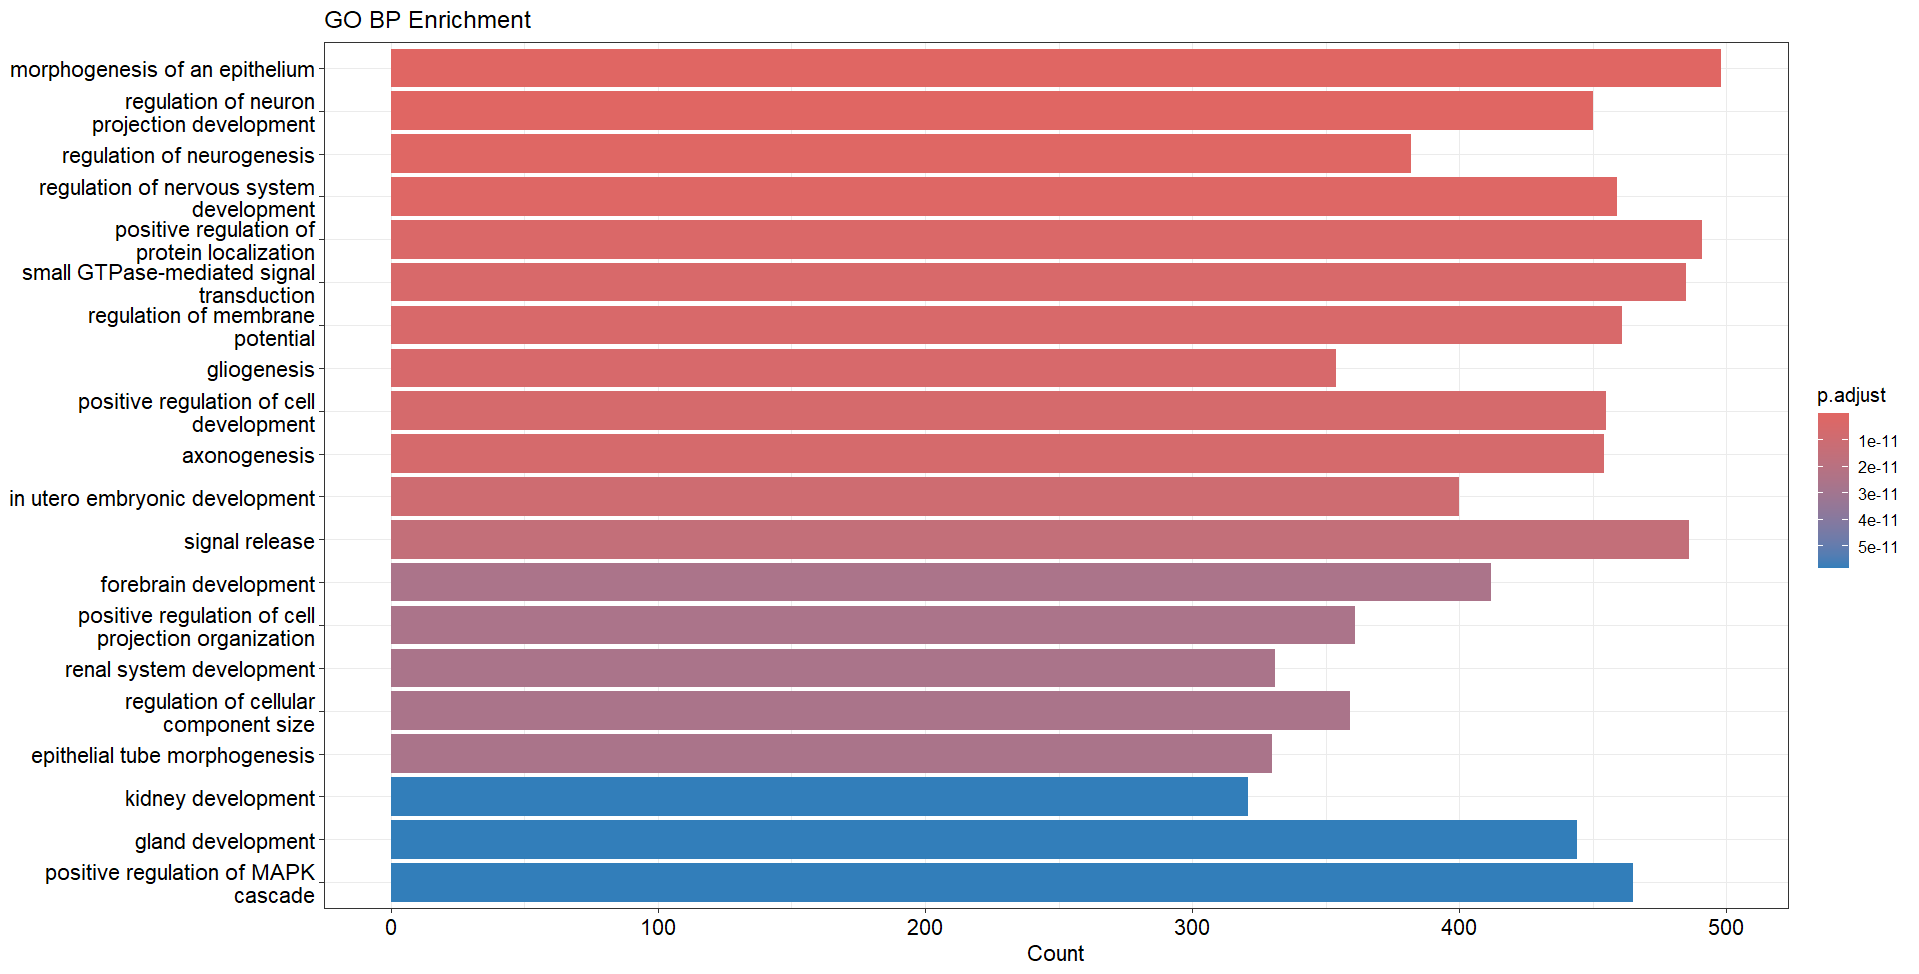 GO BP Enrichment
morphogenesis of an epithelium
regulation of neuron
projection development
regulation of neurogenesis
regulation of nervous system
development
positive regulation of
protein localization
small GTPase-mediated signal
transduction
regulation of membrane
potential
gliogenesis
positive regulation of cell
development
axonogenesis
in utero embryonic development
signal release
forebrain development
positive regulation of cell
projection organization
renal system development
regulation of cellular
component size
epithelial tube morphogenesis
kidney development
gland development
positive regulation of MAPK
cascade
0 100 200 300 400 500
Count
p.adjust
1e-11
2e-11
3e-11
4e-11
5e-11